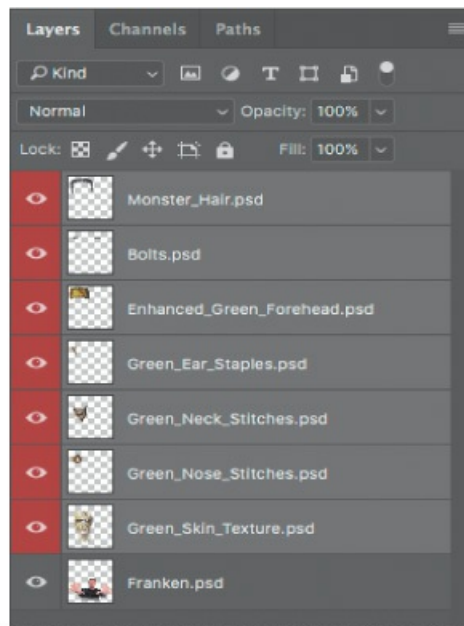 Layers Channels Paths
Kind
Normal Opacity: 100%
Lock: Fill: 100%
Monster_Hair.psd
Bolts.psd
Enhanced_Green_Forehead.psd
Green_Ear_Staples.psd
Green_Neck_Stitches.psd
Green_Nose_Stitches.psd
Green_Skin_Texture.psd
Franken.psd